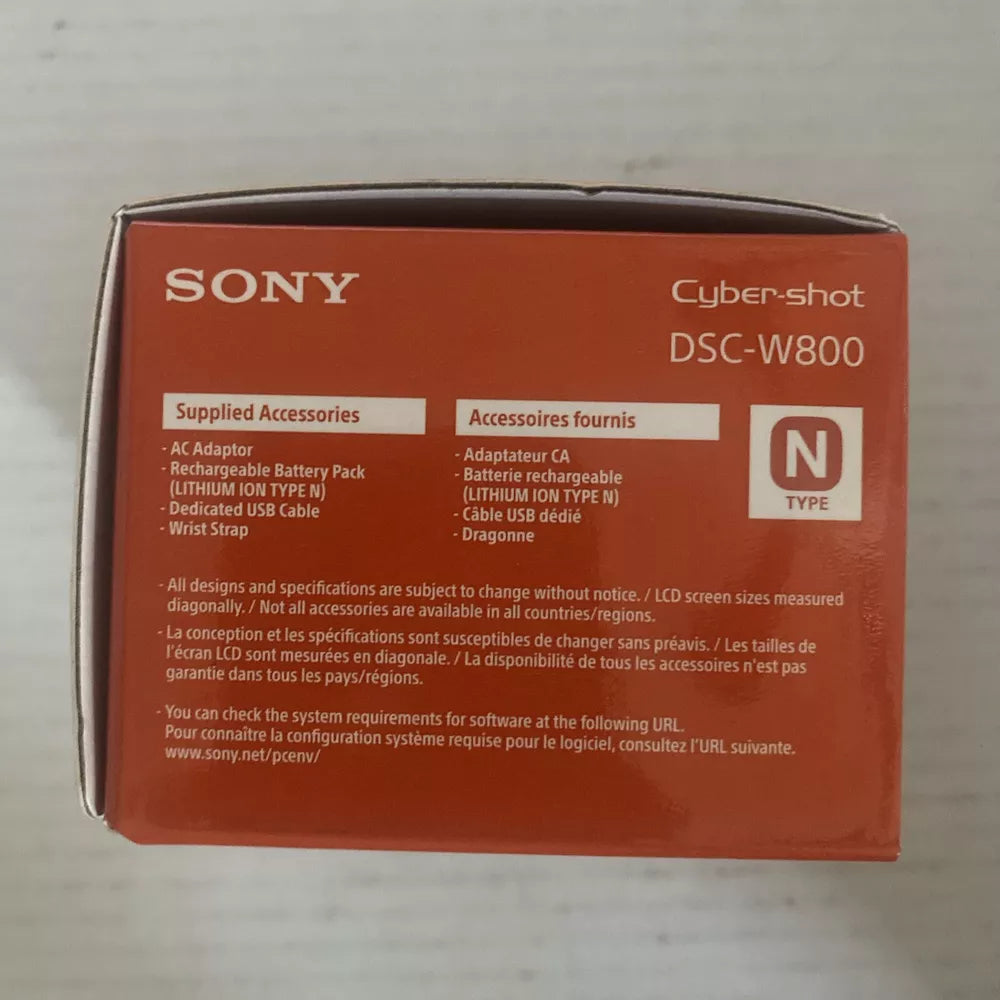 SONY
Cyber-shot
DSC-W800
Supplied Accessories
- AC Adaptor
- Rechargeable Battery Pack
(LITHIUM ION TYPE N)
- Dedicated USB Cable
- Wrist Strap
Accessoires fournis
- Adaptateur CA
- Batterie rechargeable
(LITHIUM ION TYPE N)
- Câble USB dédié
- Dragonne
N
TYPE
- All designs and specifications are subject to change without notice. / LCD screen sizes measured
diagonally. / Not all accessories are available in all countries/regions.
- La conception et les spécifications sont susceptibles de changer sans préavis. / Les tailles de
l'écran LCD sont mesurées en diagonale. / La disponibilité de tous les accessoires n'est pas
garantie dans tous les pays/régions.
- You can check the system requirements for software at the following URL.
Pour connaître la configuration système requise pour le logiciel, consultez l'URL suivante.
www.sony.net/pcenv/